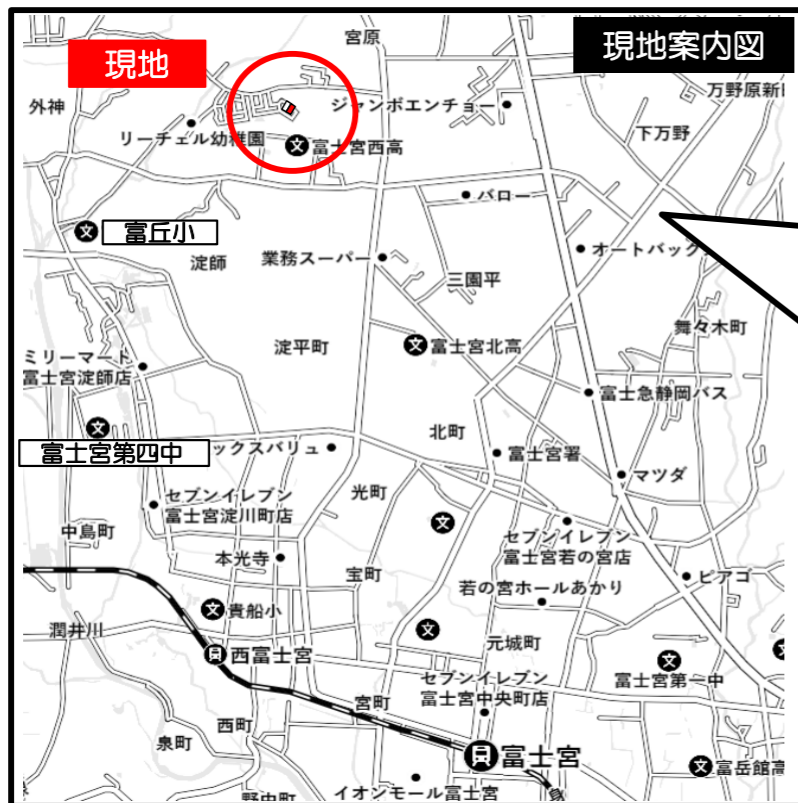 宮原
現地案内図
現地
万野原新田
外神
ジャンボエンチョー
下万野
リーチェル幼稚園
富士宮西高
バロー
富丘小
淀師
業務スーパー
オートバックス
三園平
舞々木町
淀平町
富士宮北高
ミリーマート
富士宮淀師店
富士急静岡バス
北町
富士宮第四中
ックスバリュ
富士宮署
マツダ
光町
セブンイレブン
富士宮淀川町店
中島町
セブンイレブン
富士宮若の宮店
本光寺
宝町
ピアゴ
若の宮ホールあかり
貴船小
潤井川
元城町
西富士宮
富士宮第一中
セブンイレブン
富士宮中央町店
宮町
西町
泉町
富士宮
富岳館高
イオンモール富士宮
野中町